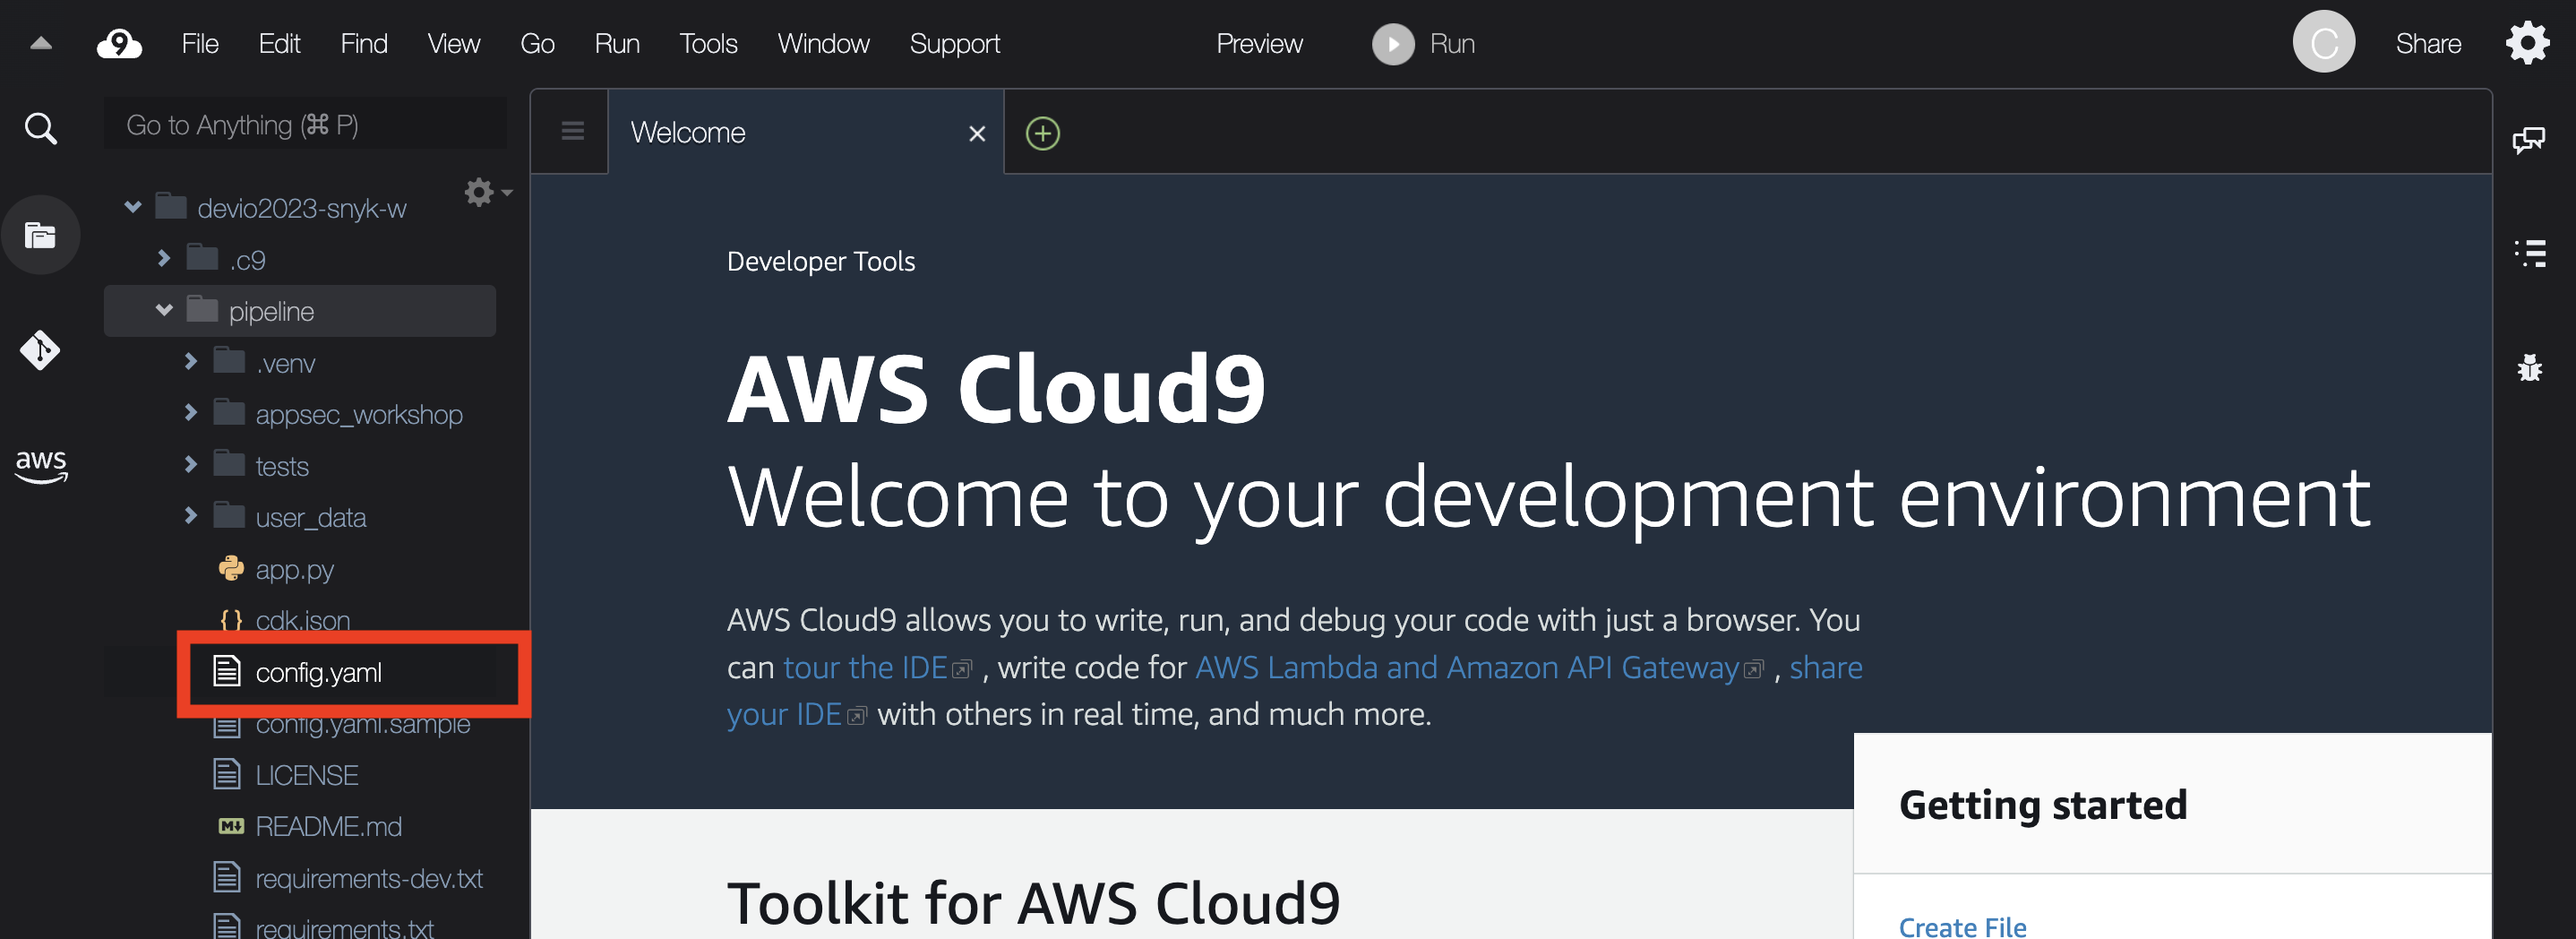 9 File Edit Find View Go Run Tools Window Support Preview Run C Share
Go to Anything (⌘ P)
devio2023-snyk-w
.c9
pipeline
.venv
appsec_workshop
tests
user_data
app.py
{} cdk.json
config.yaml
config.yaml.sample
LICENSE
M↓ README.md
requirements-dev.txt
requirements.txt
aws
Welcome
Developer Tools
AWS Cloud9
Welcome to your development environment
AWS Cloud9 allows you to write, run, and debug your code with just a browser. You
can tour the IDE , write code for AWS Lambda and Amazon API Gateway , share
your IDE with others in real time, and much more.
Getting started
Create File
Toolkit for AWS Cloud9